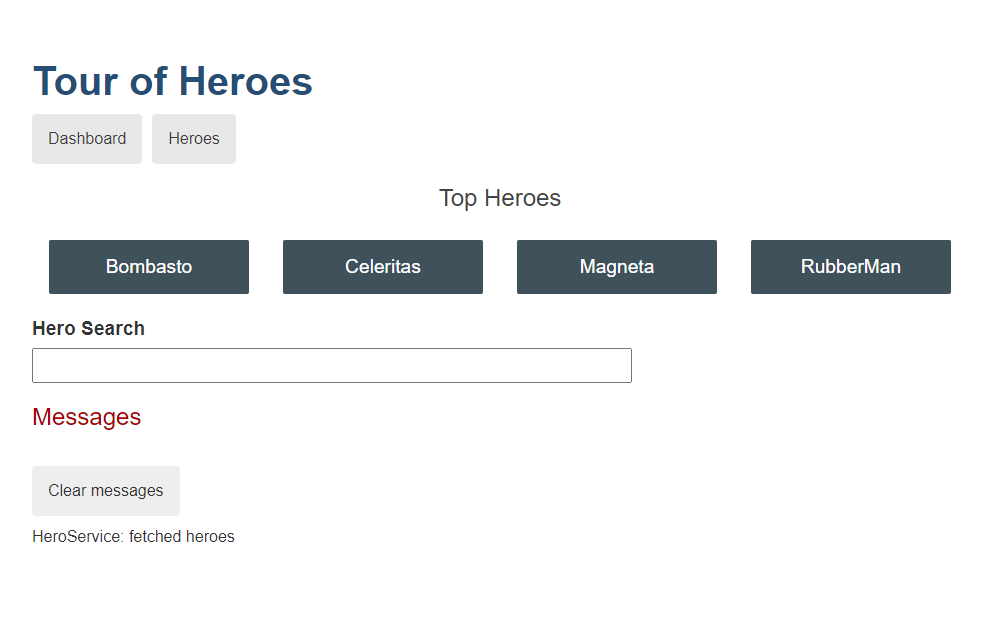 Tour of Heroes
Dashboard Heroes
Top Heroes
Bombasto Celeritas Magneta RubberMan
Hero Search
Messages
Clear messages
HeroService: fetched heroes